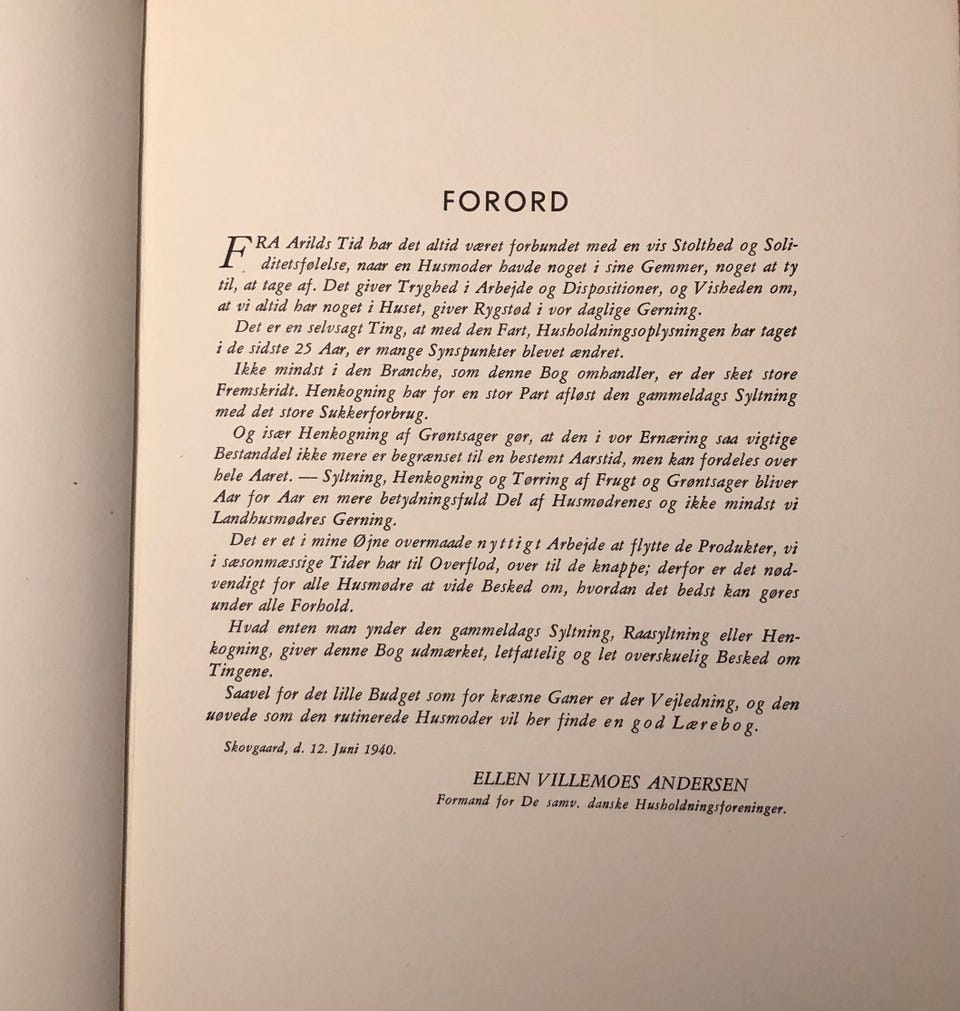 FORORD
FRA Arilds Tid har det altid været forbundet med en vis Stolthed og Soli-
ditetsfølelse, naar en Husmoder havde noget i sine Gemmer, noget at ty
til, at tage af. Det giver Tryghed i Arbejde og Dispositioner, og Visheden om,
at vi altid har noget i Huset, giver Rygstød i vor daglige Gerning.
Det er en selvsagt Ting, at med den Fart, Husholdningsoplysningen har taget
i de sidste 25 Aar, er mange Synspunkter blevet ændret.
Ikke mindst i den Branche, som denne Bog omhandler, er der sket store
Fremskridt. Henkogning har for en stor Part afløst den gammeldags Syltning
med det store Sukkerforbrug.
Og især Henkogning af Grøntsager gør, at den i vor Ernæring saa vigtige
Bestanddel ikke mere er begrænset til en bestemt Aarstid, men kan fordeles over
hele Aaret. — Syltning, Henkogning og Tørring af Frugt og Grøntsager bliver
Aar for Aar en mere betydningsfuld Del af Husmødrenes og ikke mindst vi
Landhusmødres Gerning.
Det er et i mine Øjne overmaade nyttigt Arbejde at flytte de Produkter, vi
i sæsonmæssige Tider har til Overflod, over til de knappe; derfor er det nød-
vendigt for alle Husmødre at vide Besked om, hvordan det bedst kan gøres
under alle Forhold.
Hvad enten man ynder den gammeldags Syltning, Raasyltning eller Hen-
kogning, giver denne Bog udmærket, letfattelig og let overskuelig Besked om
Tingene.
Saavel for det lille Budget som for kræsne Ganer er der Vejledning, og den
uøvede som den rutinerede Husmoder vil her finde en god Lærebog.
Skovgaard, d. 12. Juni 1940.
ELLEN VILLEMOES ANDERSEN
Formand for De samv. danske Husholdningsforeninger.